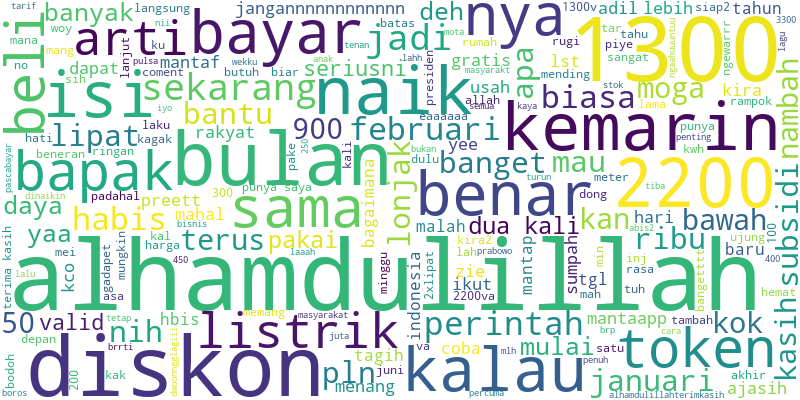 tarif
banyak
langsung
jangannnnnnnnnnnn
deh
nya
1300v
adil
lebih
siap2
tahun
3300
mana
woy
nii
batas
tar
tahu
lagu
beli
arti
bayar
jadi
1300
no
mang
lanjut
ku
tenan
rumah
rugi
piye
ngewarrr
sih
dapat
mantaf
seriusni
gratis
lst
sangat
pulsa
wekku
anak
lahh
mota
apa
mending
coment
butuh
biar
presiden
masyarakt
kira
rampok
isi
sekarang
naik
usah
biasa
moga
nambah
allah
semua
kaya
stok
lama
iyo
bantu
kemarin
hati
laku
900
februari
eaaaaaa
punya
penting
lipat
rakyat
beneran
kagak
pake
250
kali
yee
kwh
pascabayar
ringan
dulu
bukan
banget
mau
turun
meter
tiba
2200
bapak
bulan
lonjak
benar
dinaikin
padahal
preett
300
punya saya
bagaimana
dong
daya
habis
mahal
sama
malah
dua kali
kan
hari
bawah
subsidi
100
yaa
mei
kal
bisnis
terus
pakai
kira2
prabowo
mantap
sumpah
ribu
ujung
abis2
terima kasih
harga
mungkin
laaah
lah
min
inj
baru
400
lalu
kco
agadapet
asa
450
minggu
indonesia
2xlipat
zie
ikut
2200va
tgl
mah
rasa
tuh
bangetttt
hemat
kasih
alhamdulillah
50
valid
tetap
nih
hbis
memang
masyarakat
listrik
perintah
mantaapp
tambah
kok
depan
brrti
juta
va
coba
mulai
satu
brp
cara
token
bodoh
diskon
tagih
pln
juni
menang
kalau
mlh
penuh
januari
akhir
ajasih
boros
200
kak
percuma
alhamdulillahterimakasih